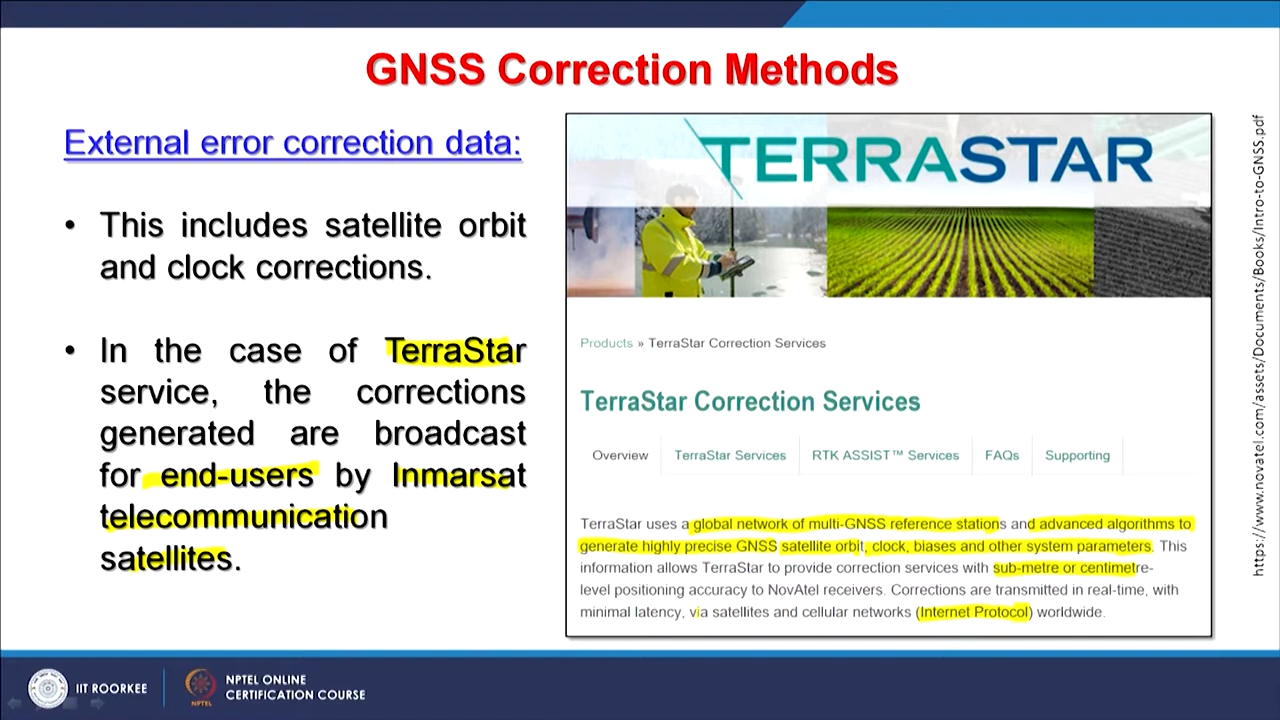 GNSS Correction Methods
External error correction data:
• This includes satellite orbit
and clock corrections.
• In the case of TerraStar
service, the corrections
generated are broadcast
for end-users by Inmarsat
telecommunication
satellites.
TERRASTAR
Products » TerraStar Correction Services
TerraStar Correction Services
Overview TerraStar Services RTK ASSIST™ Services FAQs Supporting
TerraStar uses a global network of multi-GNSS reference stations and advanced algorithms to
generate highly precise GNSS satellite orbit, clock, biases and other system parameters. This
information allows TerraStar to provide correction services with sub-metre or centimetre-
level positioning accuracy to NovAtel receivers. Corrections are transmitted in real-time, with
minimal latency, via satellites and cellular networks (Internet Protocol) worldwide.
https://www.novatel.com/assets/Documents/Books/Intro-to-GNSS.pdf
IIT ROORKEE
NPTEL
NPTEL ONLINE
CERTIFICATION COURSE